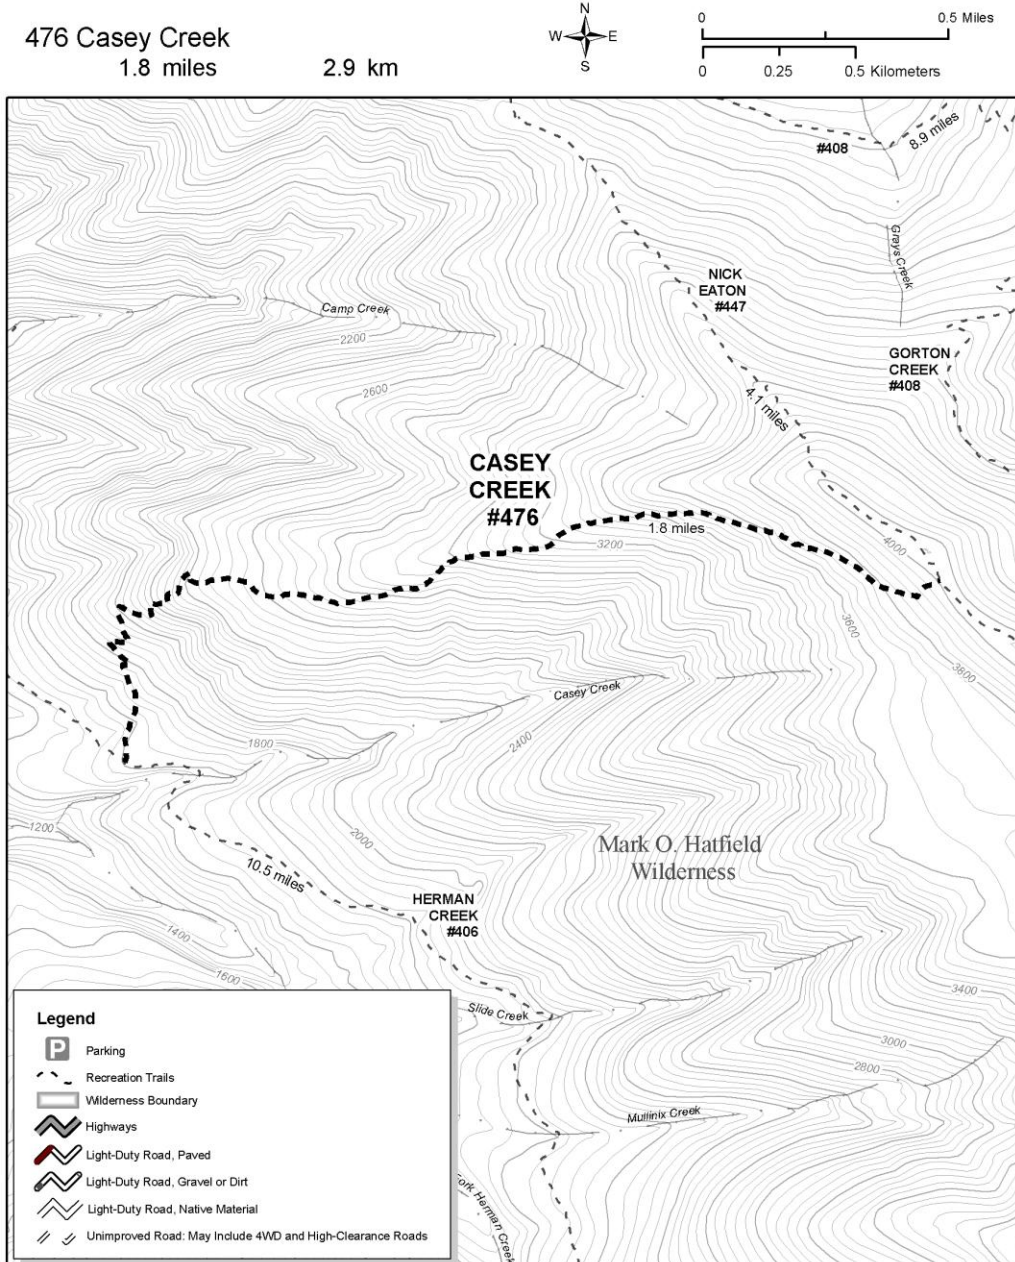 476 Casey Creek
1.8 miles 2.9 km
N
W E
S
0 0.5 Miles
0 0.25 0.5 Kilometers
#408
8.9 miles
Grays Creek
NICK
EATON
#447
Camp Creek
2200
GORTON
CREEK
#408
2600
4.1 miles
CASEY
CREEK
#476
1.8 miles
3200
4000
3600
3800
Casey Creek
1800
2400
1200
2000
Mark O. Hatfield
Wilderness
10.5 miles
HERMAN
CREEK
#406
1400
1600
3400
Slide Creek
3000
2800
Mullinix Creek
Fork Herman Creek
Legend
P Parking
Recreation Trails
Wilderness Boundary
Highways
Light-Duty Road, Paved
Light-Duty Road, Gravel or Dirt
Light-Duty Road, Native Material
Unimproved Road: May Include 4WD and High-Clearance Roads